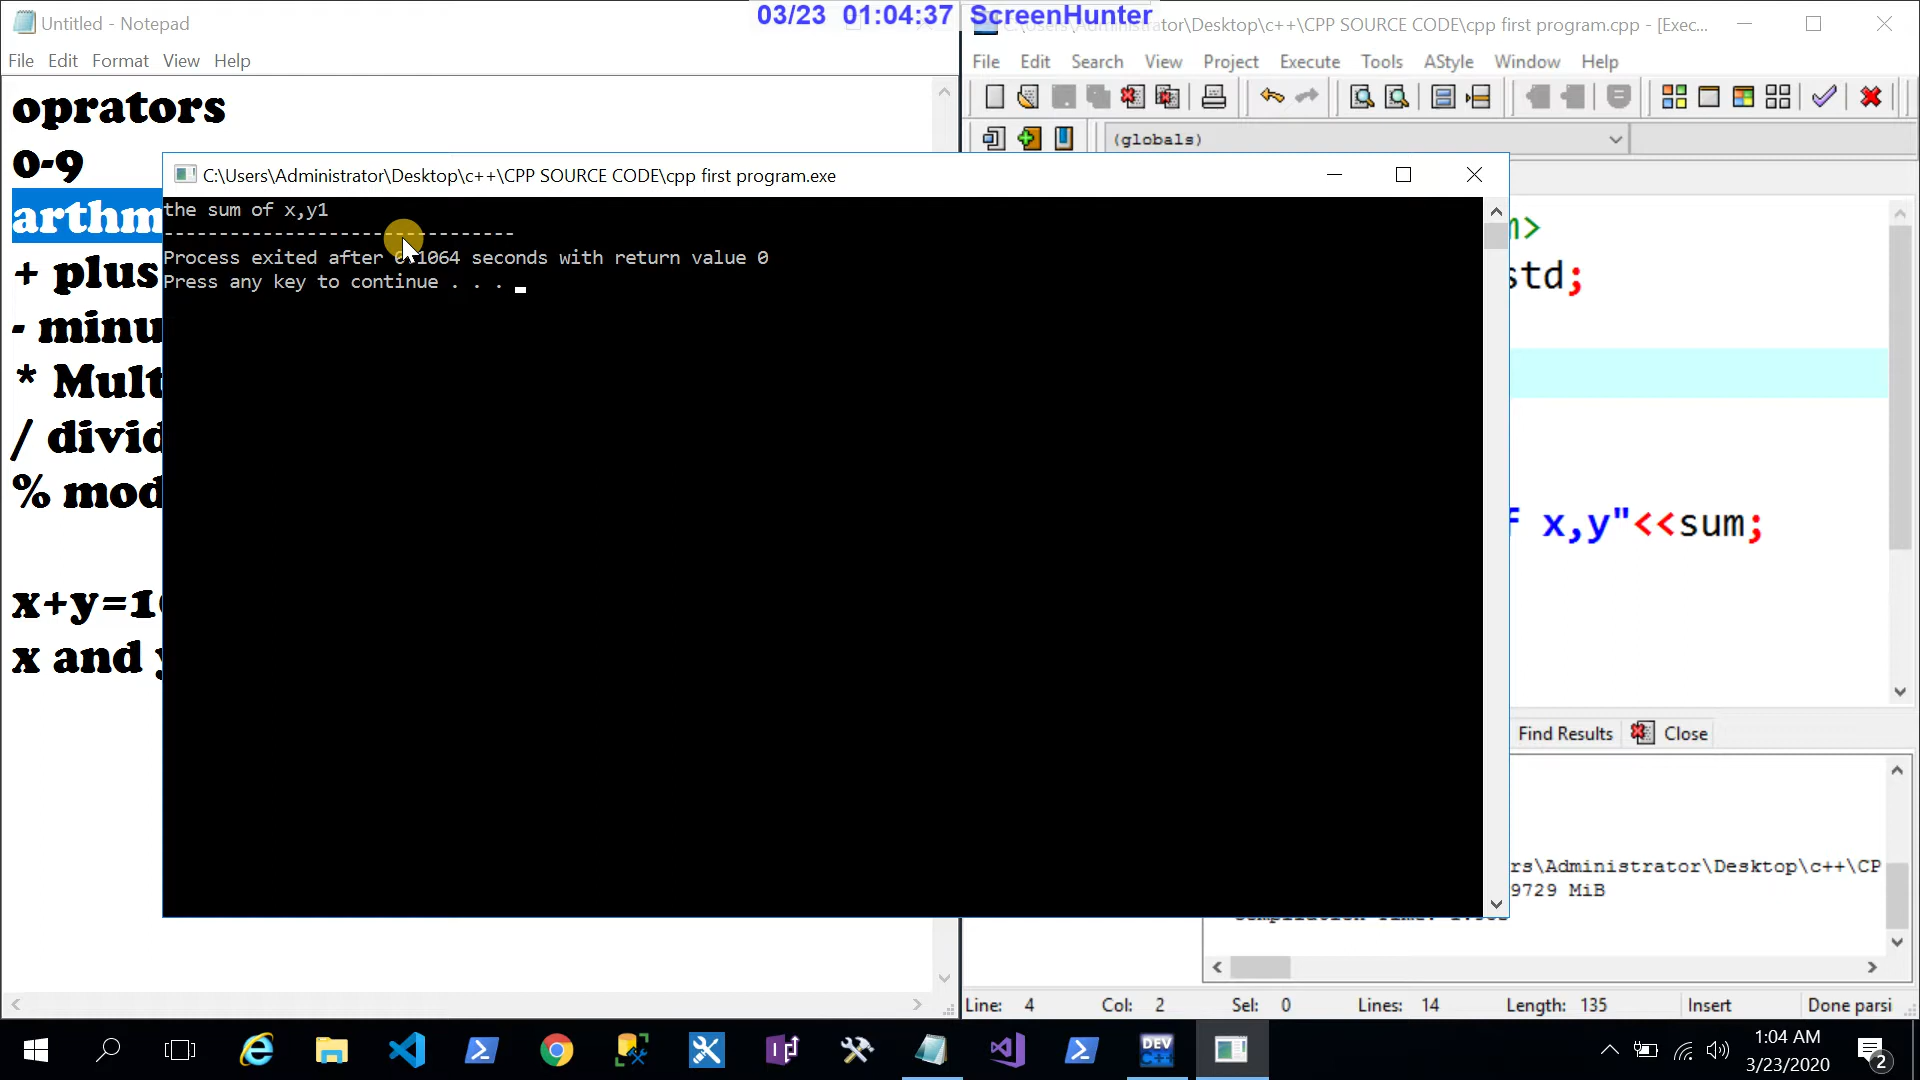 Untitled - Notepad
03/23 01:04:37 ScreenHunter
\Desktop\c++\CPP SOURCE CODE\cpp first program.cpp - [Exec...
File Edit Format View Help
File Edit Search View Project Execute Tools AStyle Window Help
oprators
(globals)
0-9
C:\Users\Administrator\Desktop\c++\CPP SOURCE CODE\cpp first program.exe
the sum of x,y1
--------------------------------
Process exited after 0.1064 seconds with return value 0
Press any key to continue . . .
arthm
+ plus
- minu
* Mult
/ divid
% mod
x+y=1
x and y
m>
std;
f x,y"<<sum;
Find Results Close
rs\Administrator\Desktop\c++\CP
9729 MiB
Line: 4 Col: 2 Sel: 0 Lines: 14 Length: 135 Insert Done parsi
DEV C++
1:04 AM
3/23/2020
2